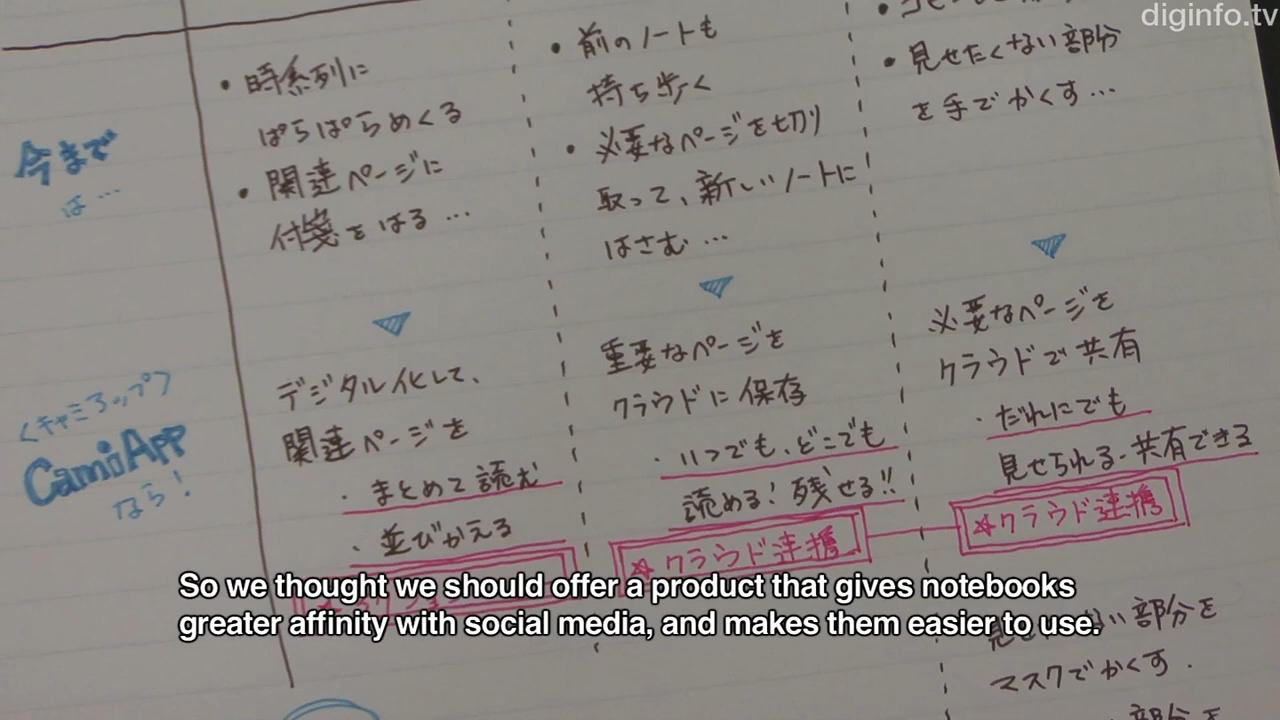 diginfo.tv
今まで
は…
・時系列に
ぱらぱらめくる
・関連ページに
付箋をはる…
・前のノートも
持ち歩く
・必要なページを切り
取って、新しいノートに
はさむ…
・見せたくない部分
を手でかくす…
<キャミアップ>
CamiApp
なら!
デジタル化して、
関連ページを
・まとめて読む
・並びかえる
重要なページを
クラウドに保存
・いつでも、どこでも
読める!残せる!!
☆クラウド連携
必要なページを
クラウドで共有
・だれにでも
見せられる・共有できる
☆クラウド連携
見せない部分を
マスクでかくす.
So we thought we should offer a product that gives notebooks
greater affinity with social media, and makes them easier to use.